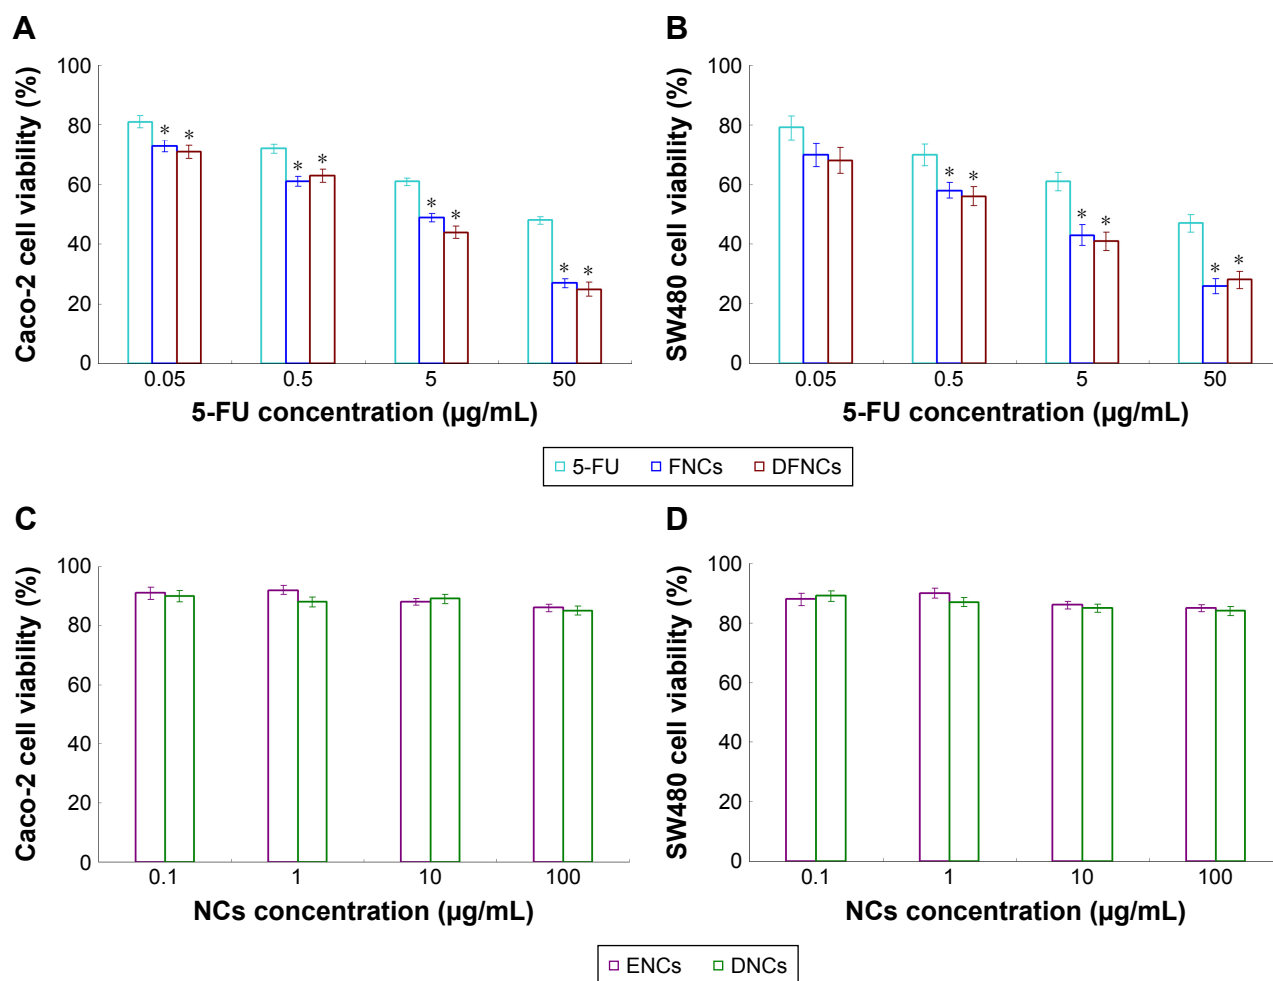 A
Caco-2 cell viability (%)
100
80
60
40
20
0
* * * * * * * *
0.05 0.5 5 50
5-FU concentration (µg/mL)
B
SW480 cell viability (%)
100
80
60
40
20
0
* * * * * *
0.05 0.5 5 50
5-FU concentration (µg/mL)
5-FU FNCs DFNCs
C
Caco-2 cell viability (%)
100
80
60
40
20
0
0.1 1 10 100
NCs concentration (µg/mL)
D
SW480 cell viability (%)
100
80
60
40
20
0
0.1 1 10 100
NCs concentration (µg/mL)
ENCs DNCs